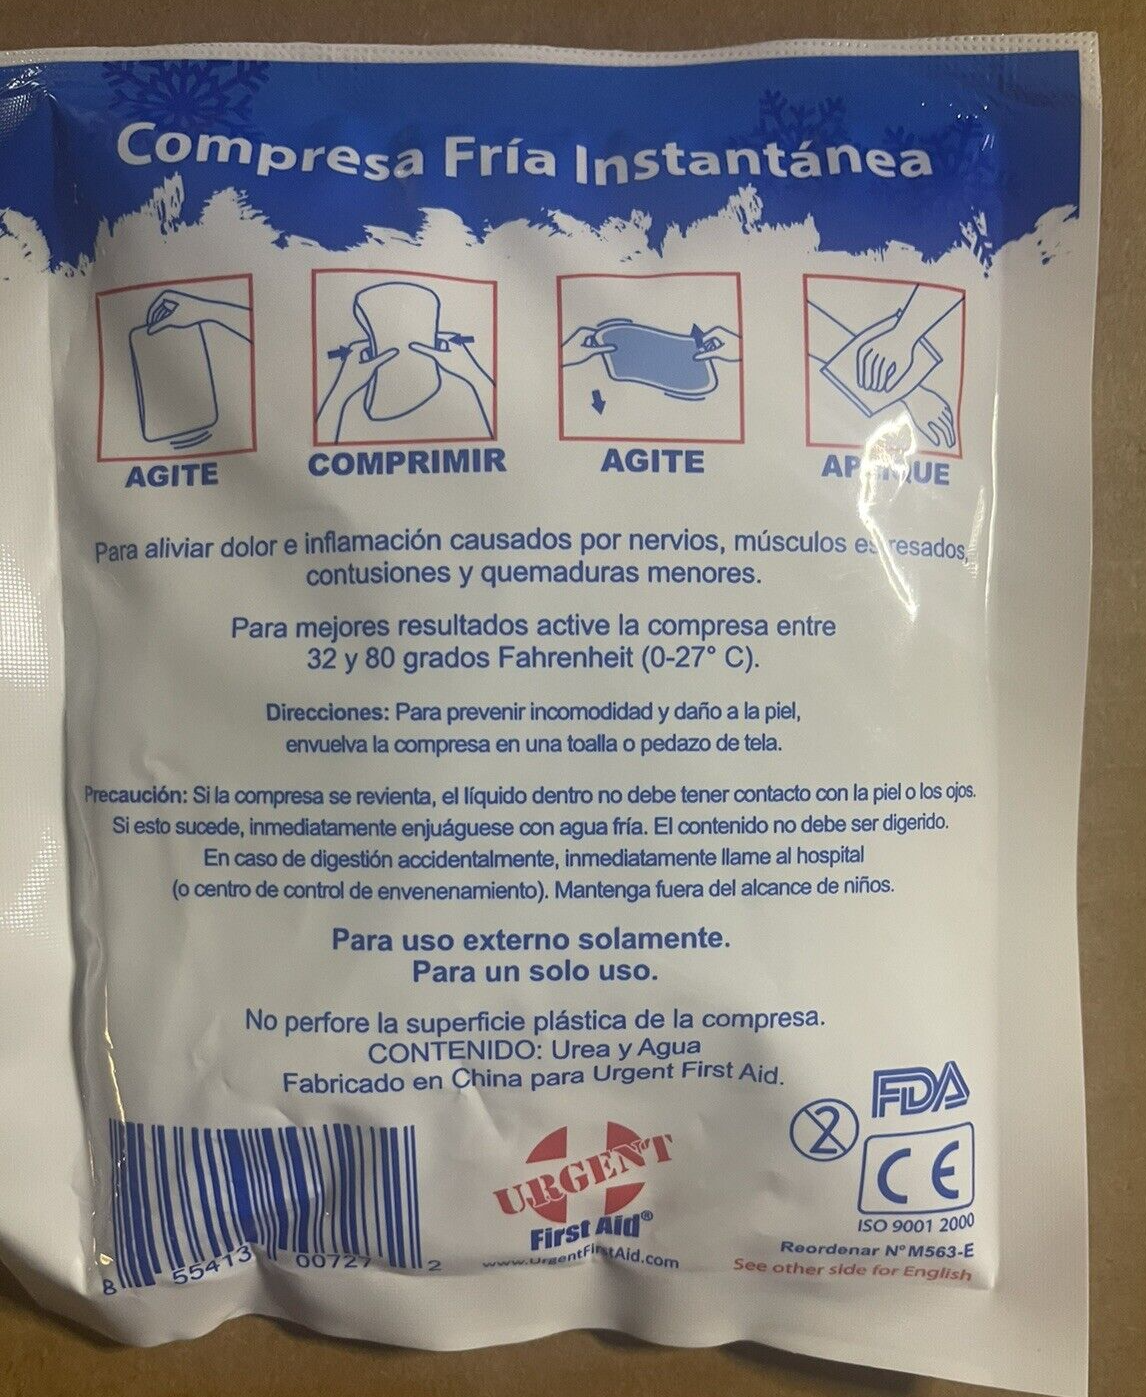 Compresa Fría Instantánea
AGITE
COMPRIMIR
AGITE
Para aliviar dolor e inflamación causados por nervios, músculos
contusiones y quemaduras menores.
Para mejores resultados active la compresa entre
32 y 80 grados Fahrenheit (0-27° C).
Direcciones: Para prevenir incomodidad y daño a la piel,
envuelva la compresa en una toalla o pedazo de tela.
Precaución: Si la compresa se revienta, el líquido dentro no debe tener contacto con la piel o los ojos.
Si esto sucede, inmediatamente enjuáguese con agua fría. El contenido no debe ser digerido.
En caso de digestión accidentalmente, inmediatamente llame al hospital
(o centro de control de envenenamiento). Mantenga fuera del alcance de niños.
Para uso externo solamente.
Para un solo uso.
No perfore la superficie plástica de la compresa.
CONTENIDO: Urea y Agua
Fabricado en China para Urgent First Aid.
FDA
2
CE
ISO 9001 2000
Reordenar N° M563-E
See other side for English
URGENT
First Aid®
www.UrgentFirstAid.com
8 55413 00727 2